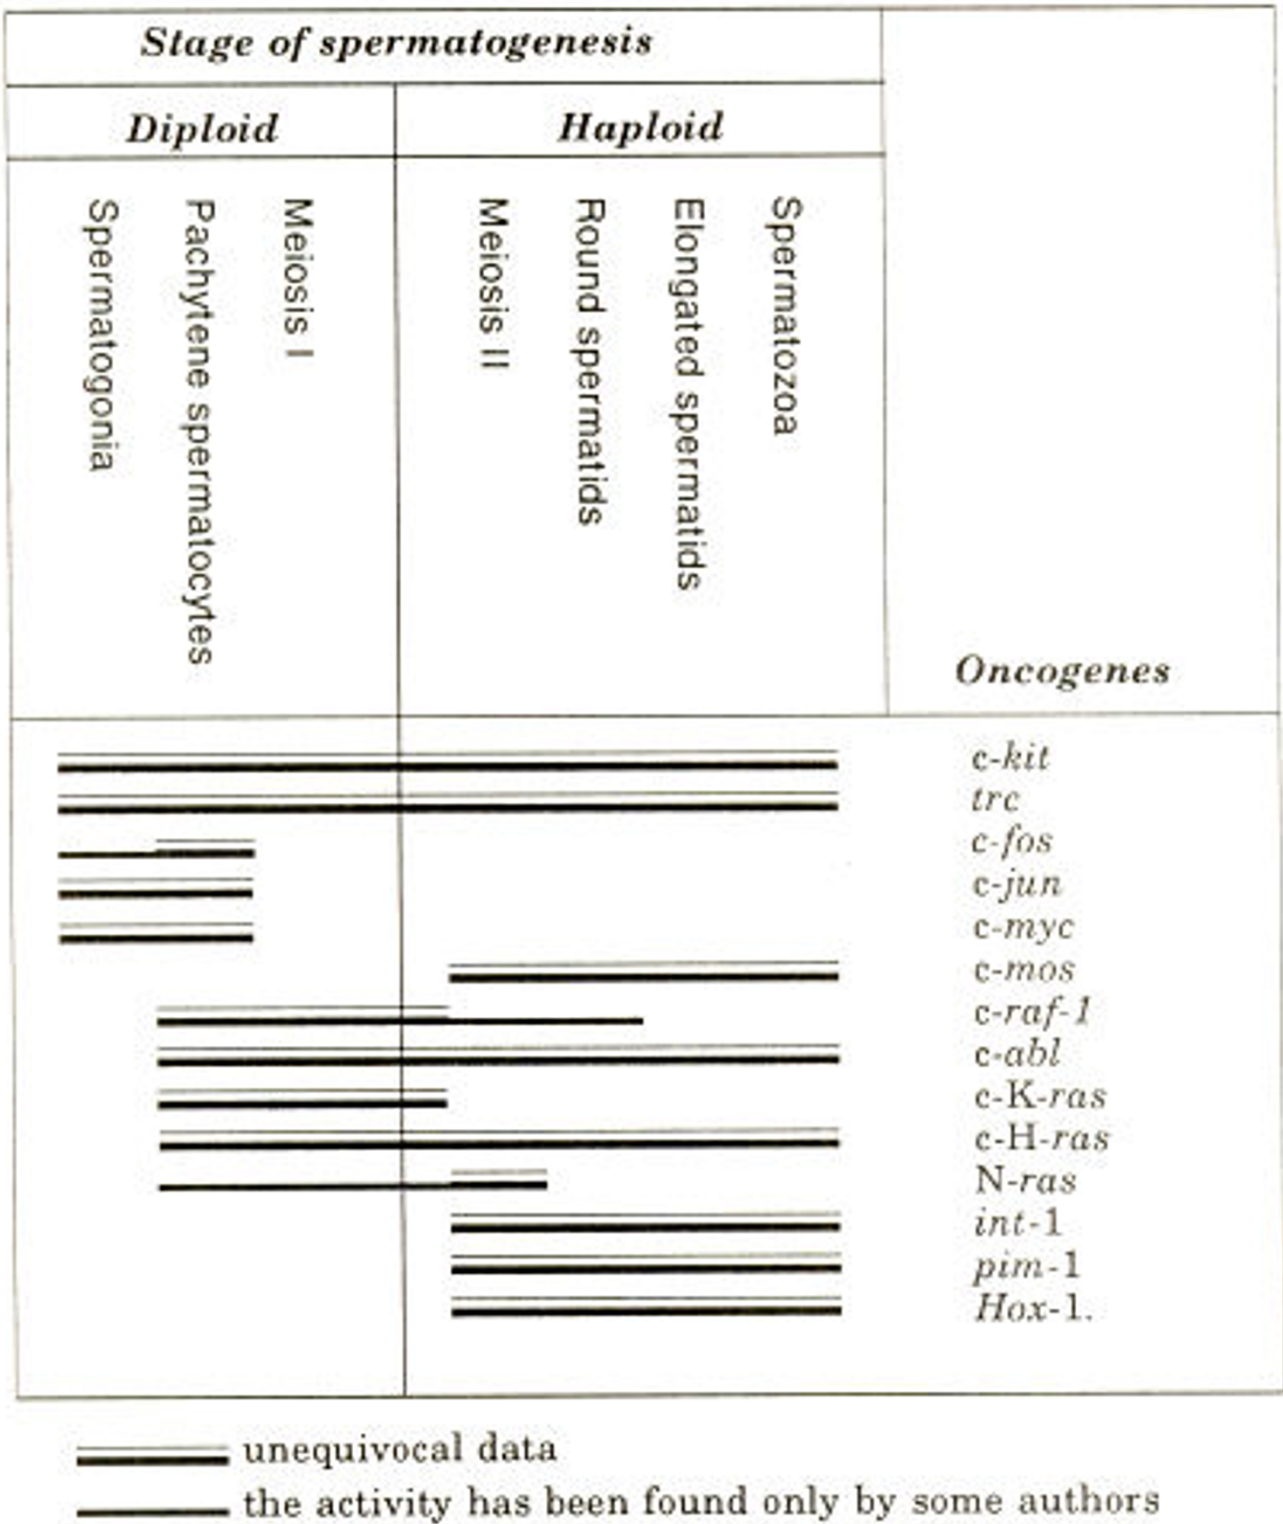 Stage of spermatogenesis
Diploid
Haploid
Spermatogonia
Pachytene spermatocytes
Meiosis I
Meiosis II
Round spermatids
Elongated spermatids
Spermatozoa
Oncogenes
c-kit
trc
c-fos
c-jun
c-myc
c-mos
c-raf-1
c-abl
c-K-ras
c-H-ras
N-ras
int-1
pim-1
Hox-1.
unequivocal data
the activity has been found only by some authors